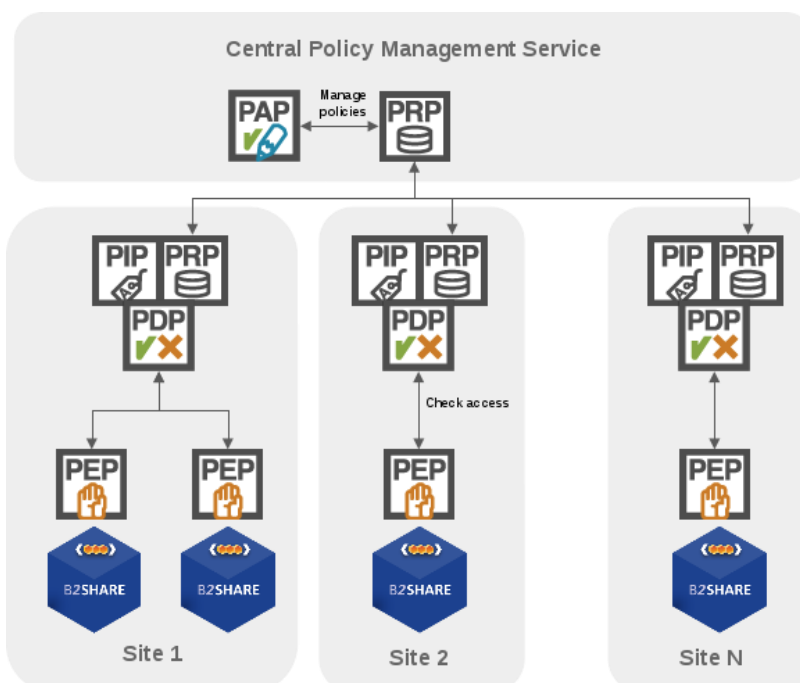 Central Policy Management Service
PAP
Manage
policies
PRP
PIP PRP
PIP PRP
PIP PRP
PDP
PDP
PDP
Check access
PEP
PEP
PEP
PEP
B2SHARE
B2SHARE
B2SHARE
B2SHARE
Site 1
Site 2
Site N